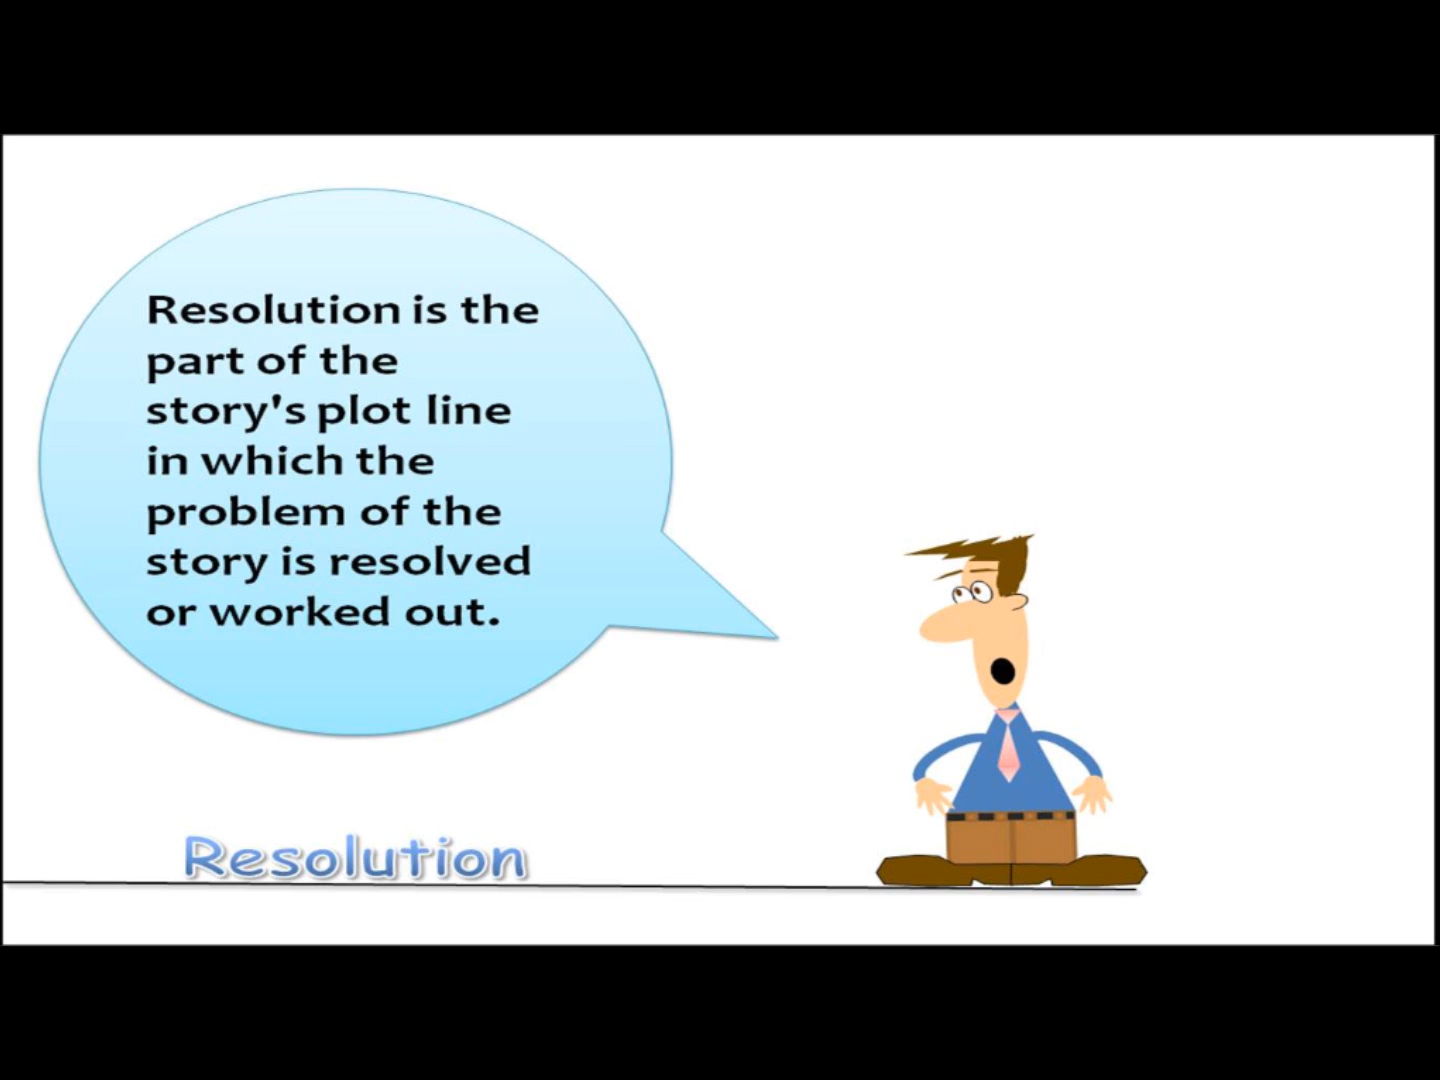 Resolution is the
part of the
story's plot line
in which the
problem of the
story is resolved
or worked out.
Resolution